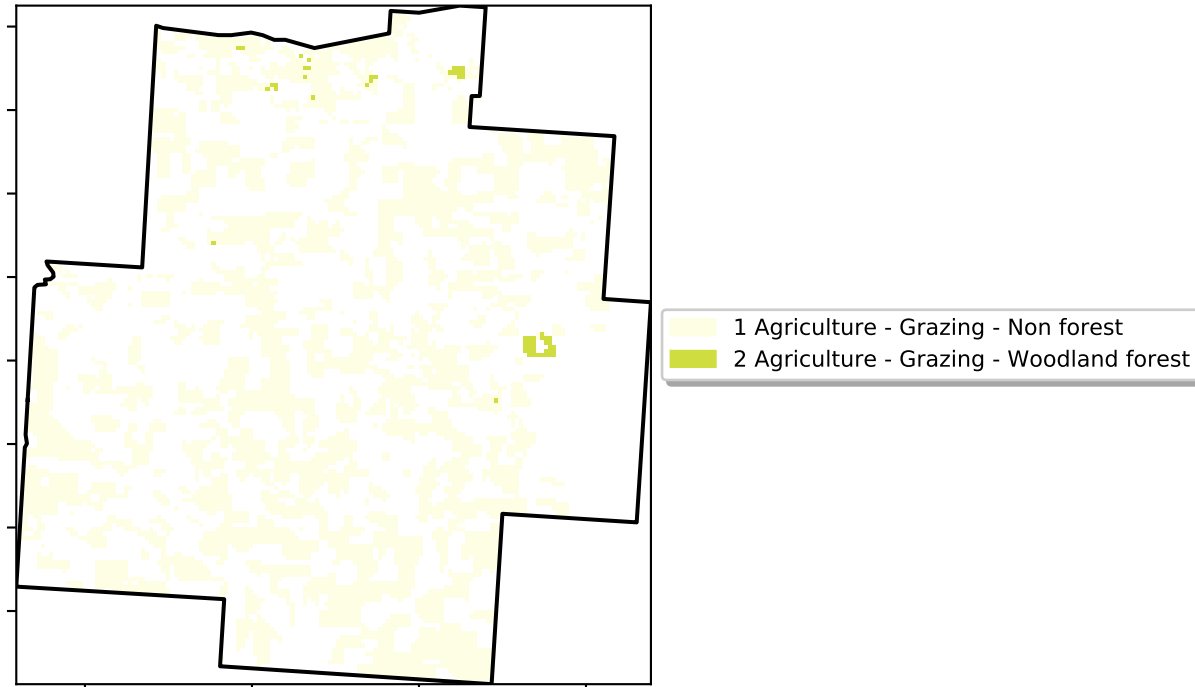 1 Agriculture - Grazing - Non forest
2 Agriculture - Grazing - Woodland forest